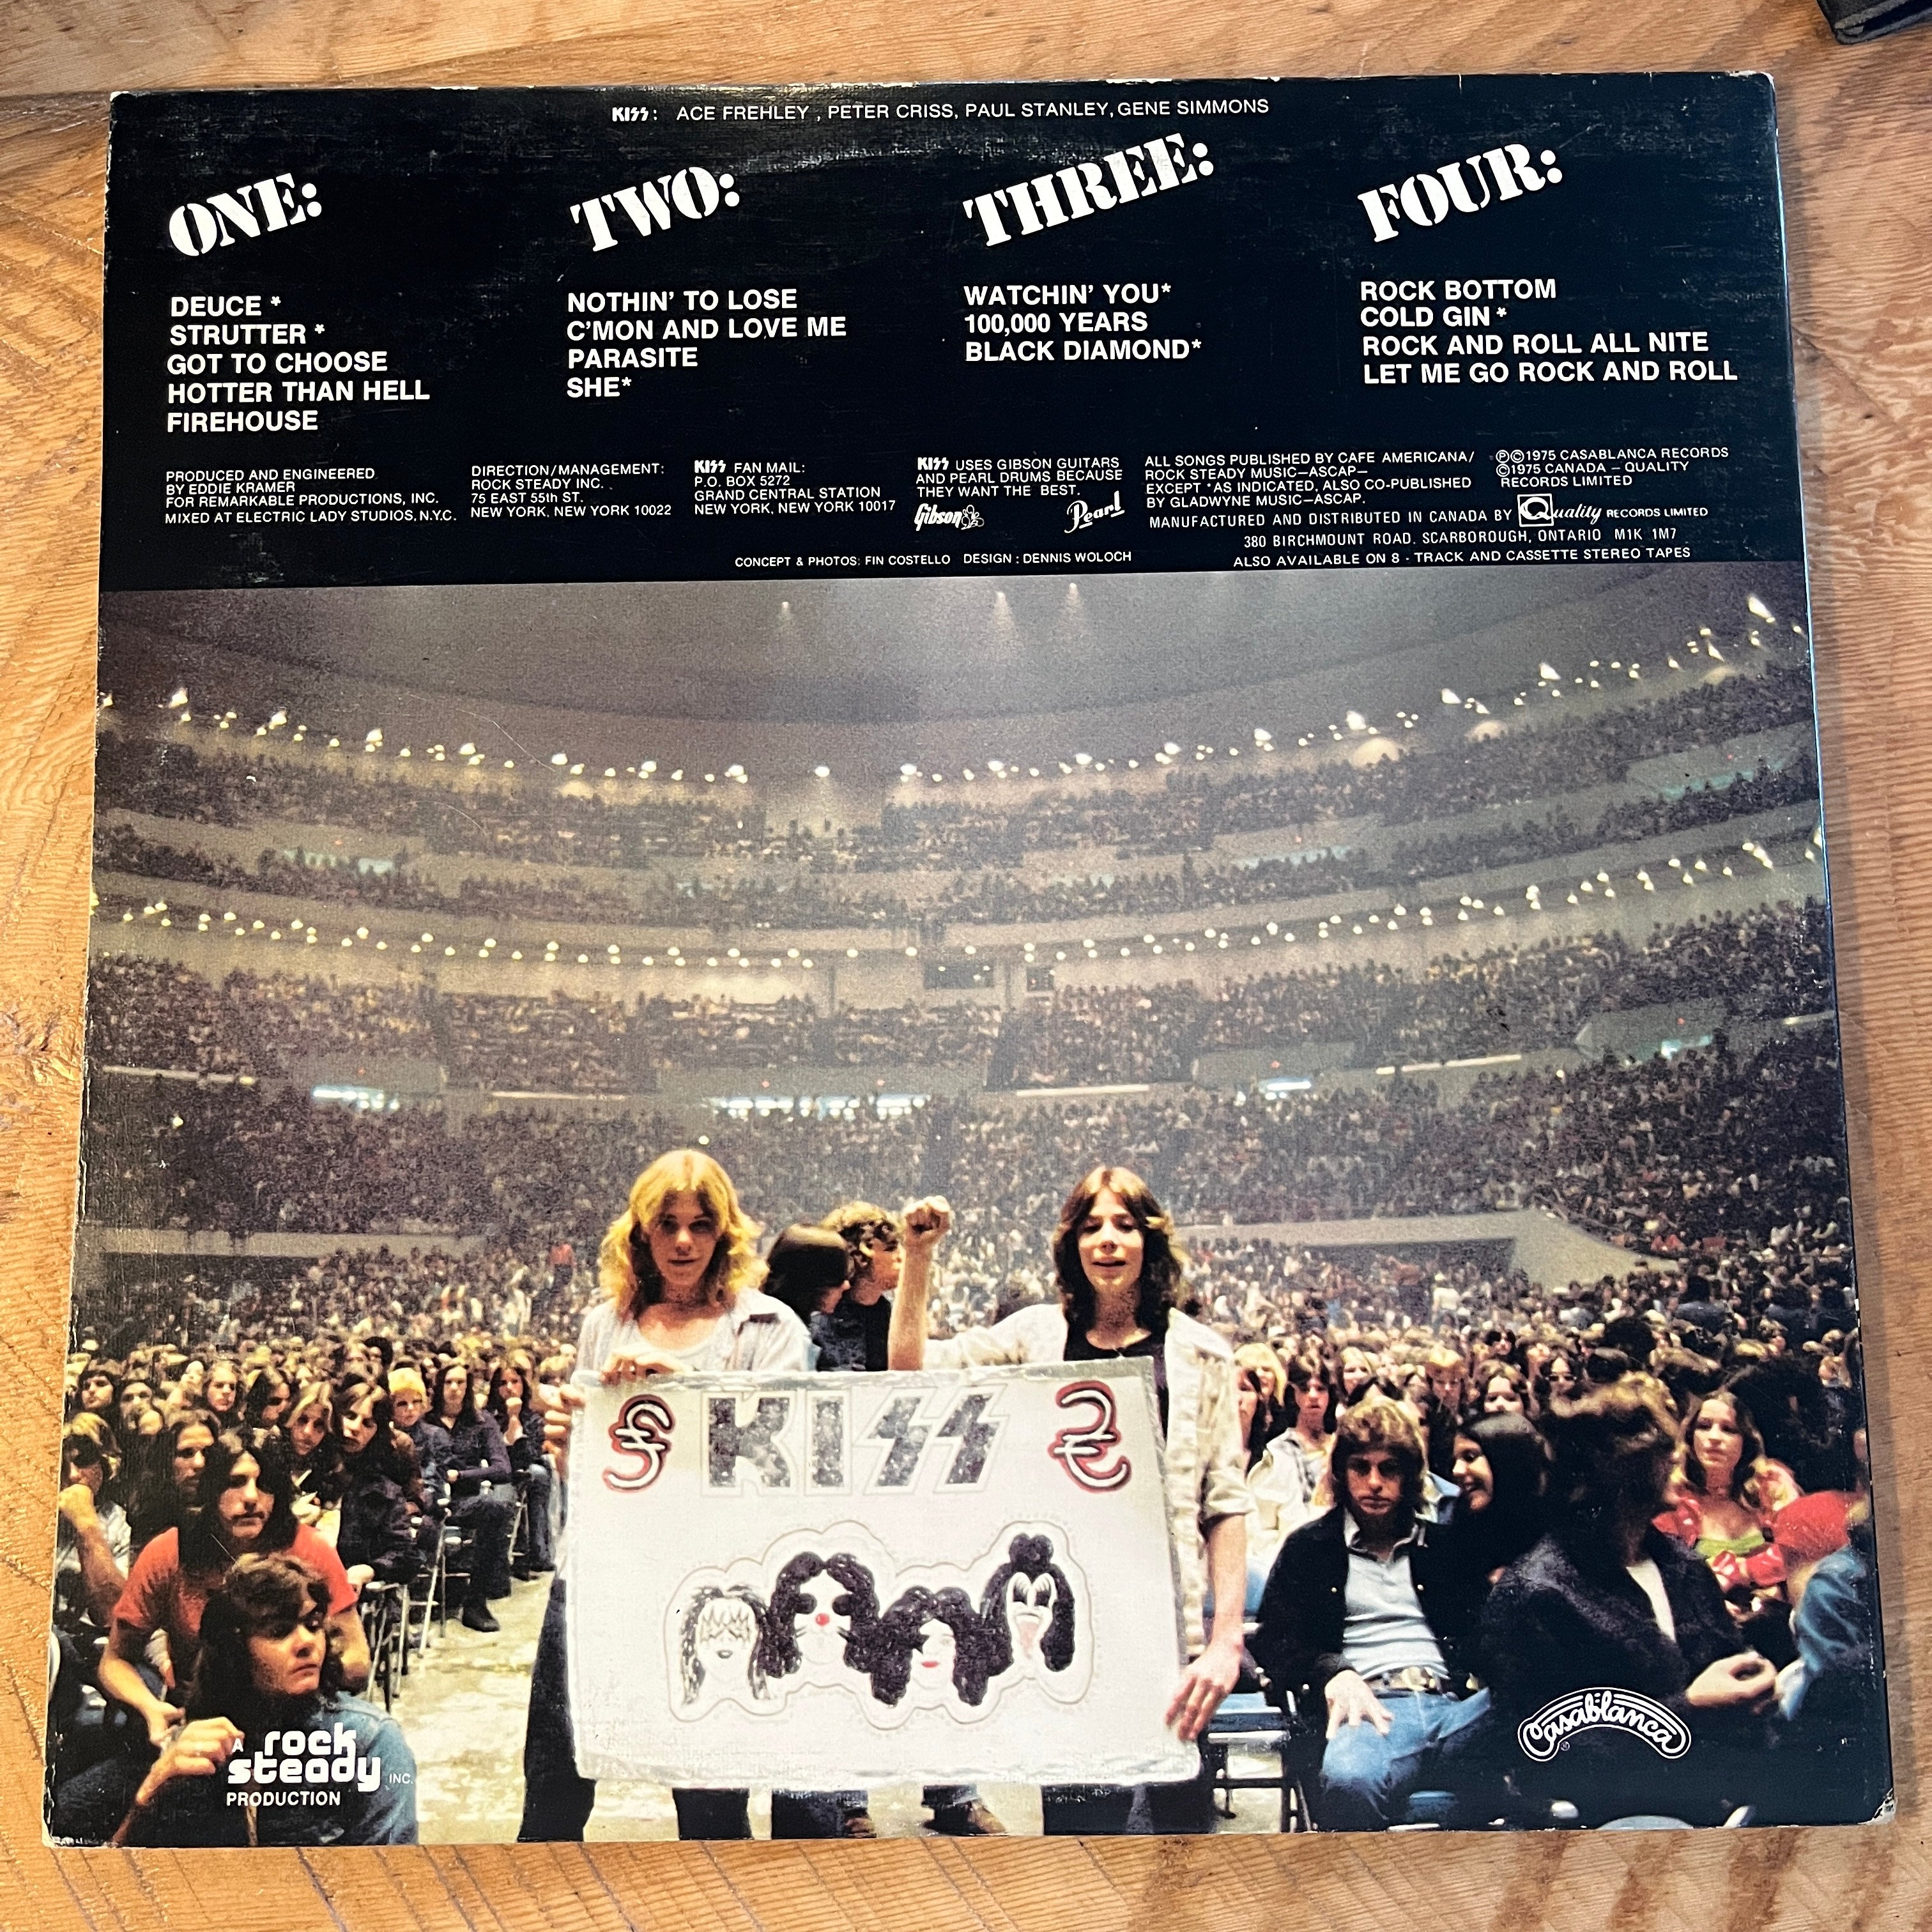 KISS: ACE FREHLEY , PETER CRISS, PAUL STANLEY, GENE SIMMONS
ONE:
DEUCE *
STRUTTER *
GOT TO CHOOSE
HOTTER THAN HELL
FIREHOUSE
TWO:
NOTHIN' TO LOSE
C'MON AND LOVE ME
PARASITE
SHE*
THREE:
WATCHIN' YOU*
100,000 YEARS
BLACK DIAMOND*
FOUR:
ROCK BOTTOM
COLD GIN *
ROCK AND ROLL ALL NITE
LET ME GO ROCK AND ROLL
PRODUCED AND ENGINEERED
BY EDDIE KRAMER
FOR REMARKABLE PRODUCTIONS, INC.
MIXED AT ELECTRIC LADY STUDIOS, N.Y.C.
DIRECTION/MANAGEMENT:
ROCK STEADY INC.
75 EAST 55th ST.
NEW YORK, NEW YORK 10022
KISS FAN MAIL:
P.O. BOX 5272
GRAND CENTRAL STATION
NEW YORK, NEW YORK 10017
KISS USES GIBSON GUITARS
AND PEARL DRUMS BECAUSE
THEY WANT THE BEST.
Gibson
Pearl
ALL SONGS PUBLISHED BY CAFE AMERICANA/
ROCK STEADY MUSIC—ASCAP—
EXCEPT *AS INDICATED, ALSO CO-PUBLISHED
BY GLADWYNE MUSIC—ASCAP.
℗©1975 CASABLANCA RECORDS
©1975 CANADA – QUALITY
RECORDS LIMITED
MANUFACTURED AND DISTRIBUTED IN CANADA BY Quality RECORDS LIMITED
380 BIRCHMOUNT ROAD. SCARBOROUGH, ONTARIO M1K 1M7
ALSO AVAILABLE ON 8 - TRACK AND CASSETTE STEREO TAPES
CONCEPT & PHOTOS: FIN COSTELLO DESIGN : DENNIS WOLOCH
KISS
A rock
steady INC.
PRODUCTION
Casablanca
®